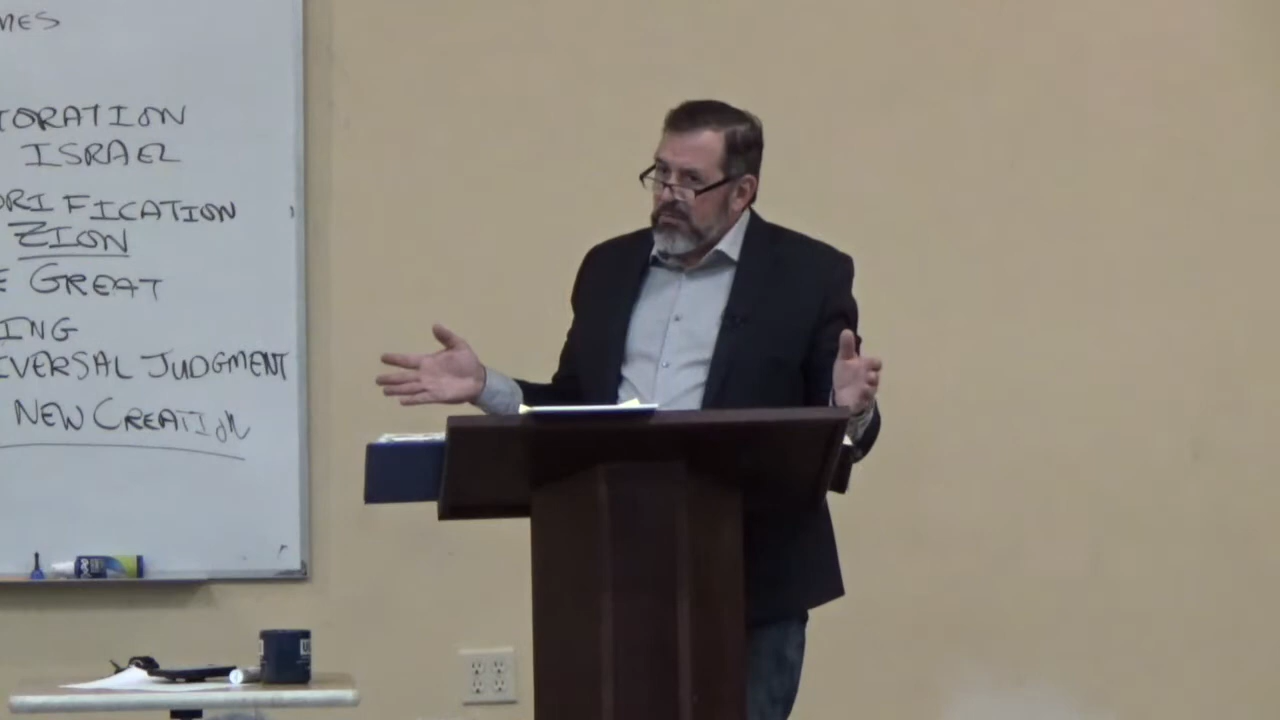 MES
TORATION
ISRAEL
ORIFICATION
ZION
E GREAT
ING
IVERSAL JUDGMENT
NEW CREATION